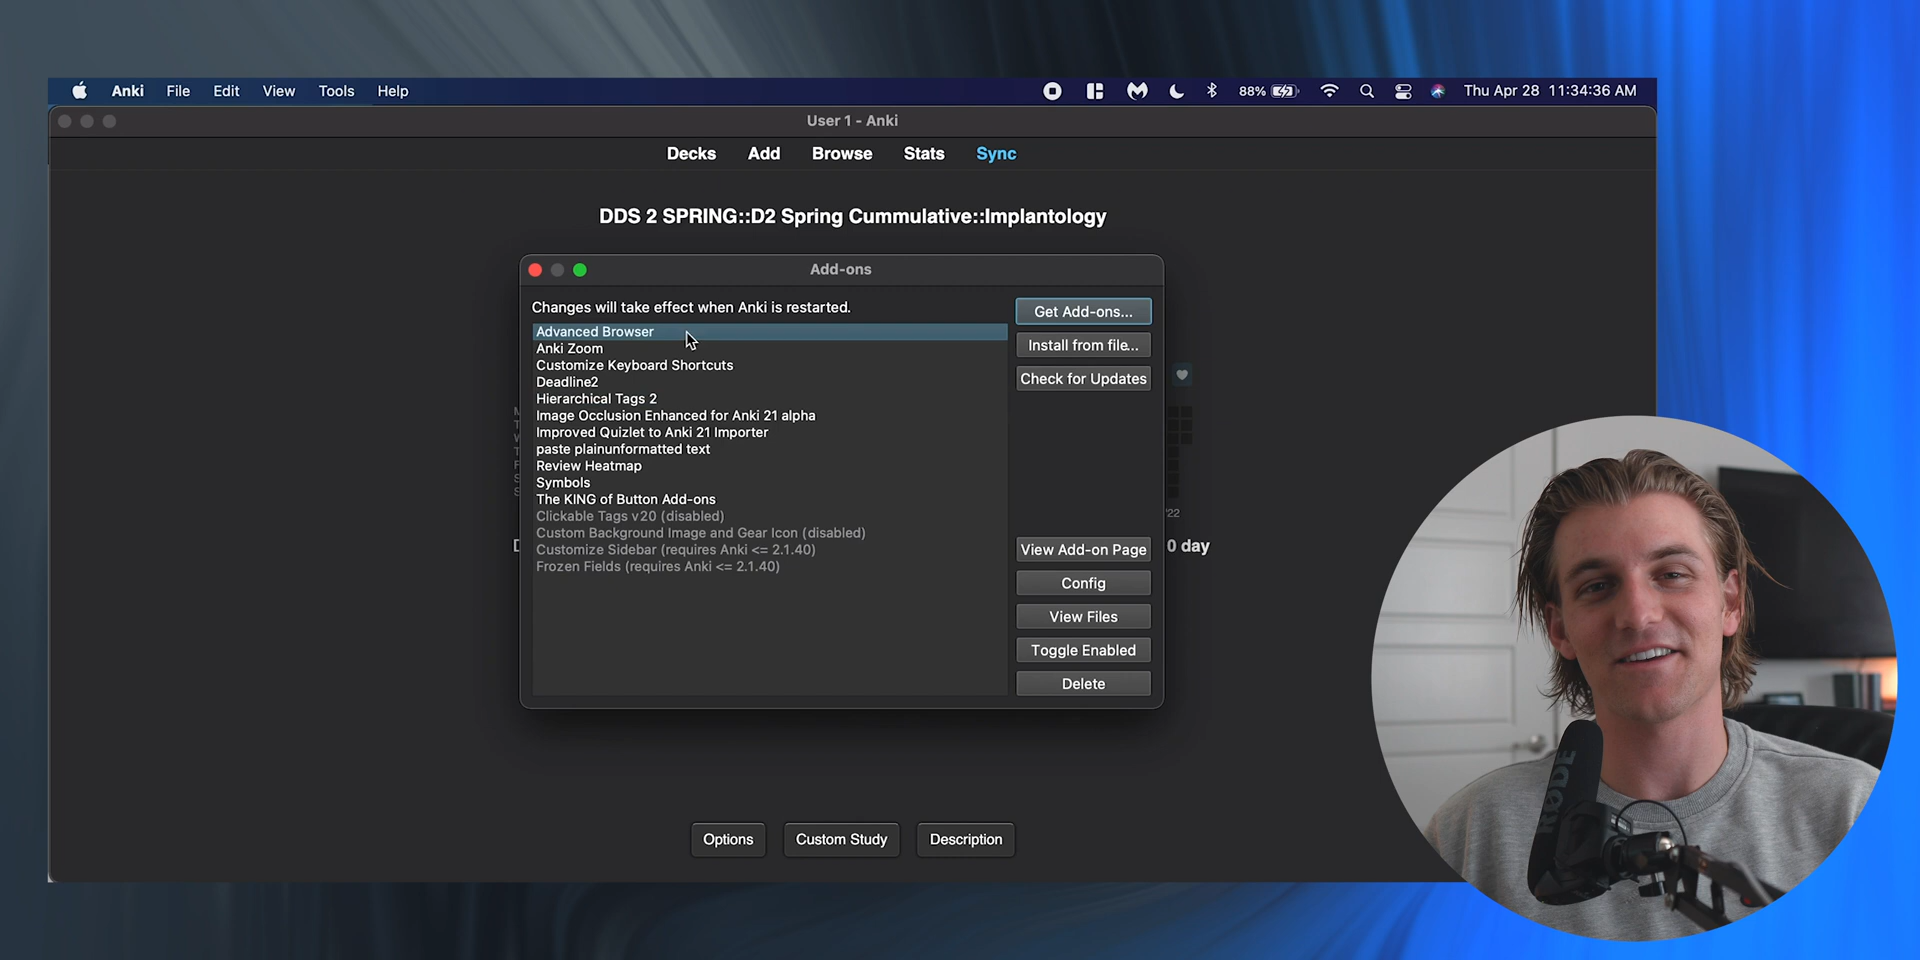 Anki File Edit View Tools Help 88% Thu Apr 28 11:34:36 AM
User 1 - Anki
Decks Add Browse Stats Sync
DDS 2 SPRING::D2 Spring Cummulative::Implantology
Add-ons
Changes will take effect when Anki is restarted.
Advanced Browser
Anki Zoom
Customize Keyboard Shortcuts
Deadline2
Hierarchical Tags 2
Image Occlusion Enhanced for Anki 21 alpha
Improved Quizlet to Anki 21 Importer
paste plainunformatted text
Review Heatmap
Symbols
The KING of Button Add-ons
Clickable Tags v20 (disabled)
Custom Background Image and Gear Icon (disabled)
Customize Sidebar (requires Anki <= 2.1.40)
Frozen Fields (requires Anki <= 2.1.40)
Get Add-ons...
Install from file...
Check for Updates
View Add-on Page
Config
View Files
Toggle Enabled
Delete
'22
0 day
Options Custom Study Description
RØDE